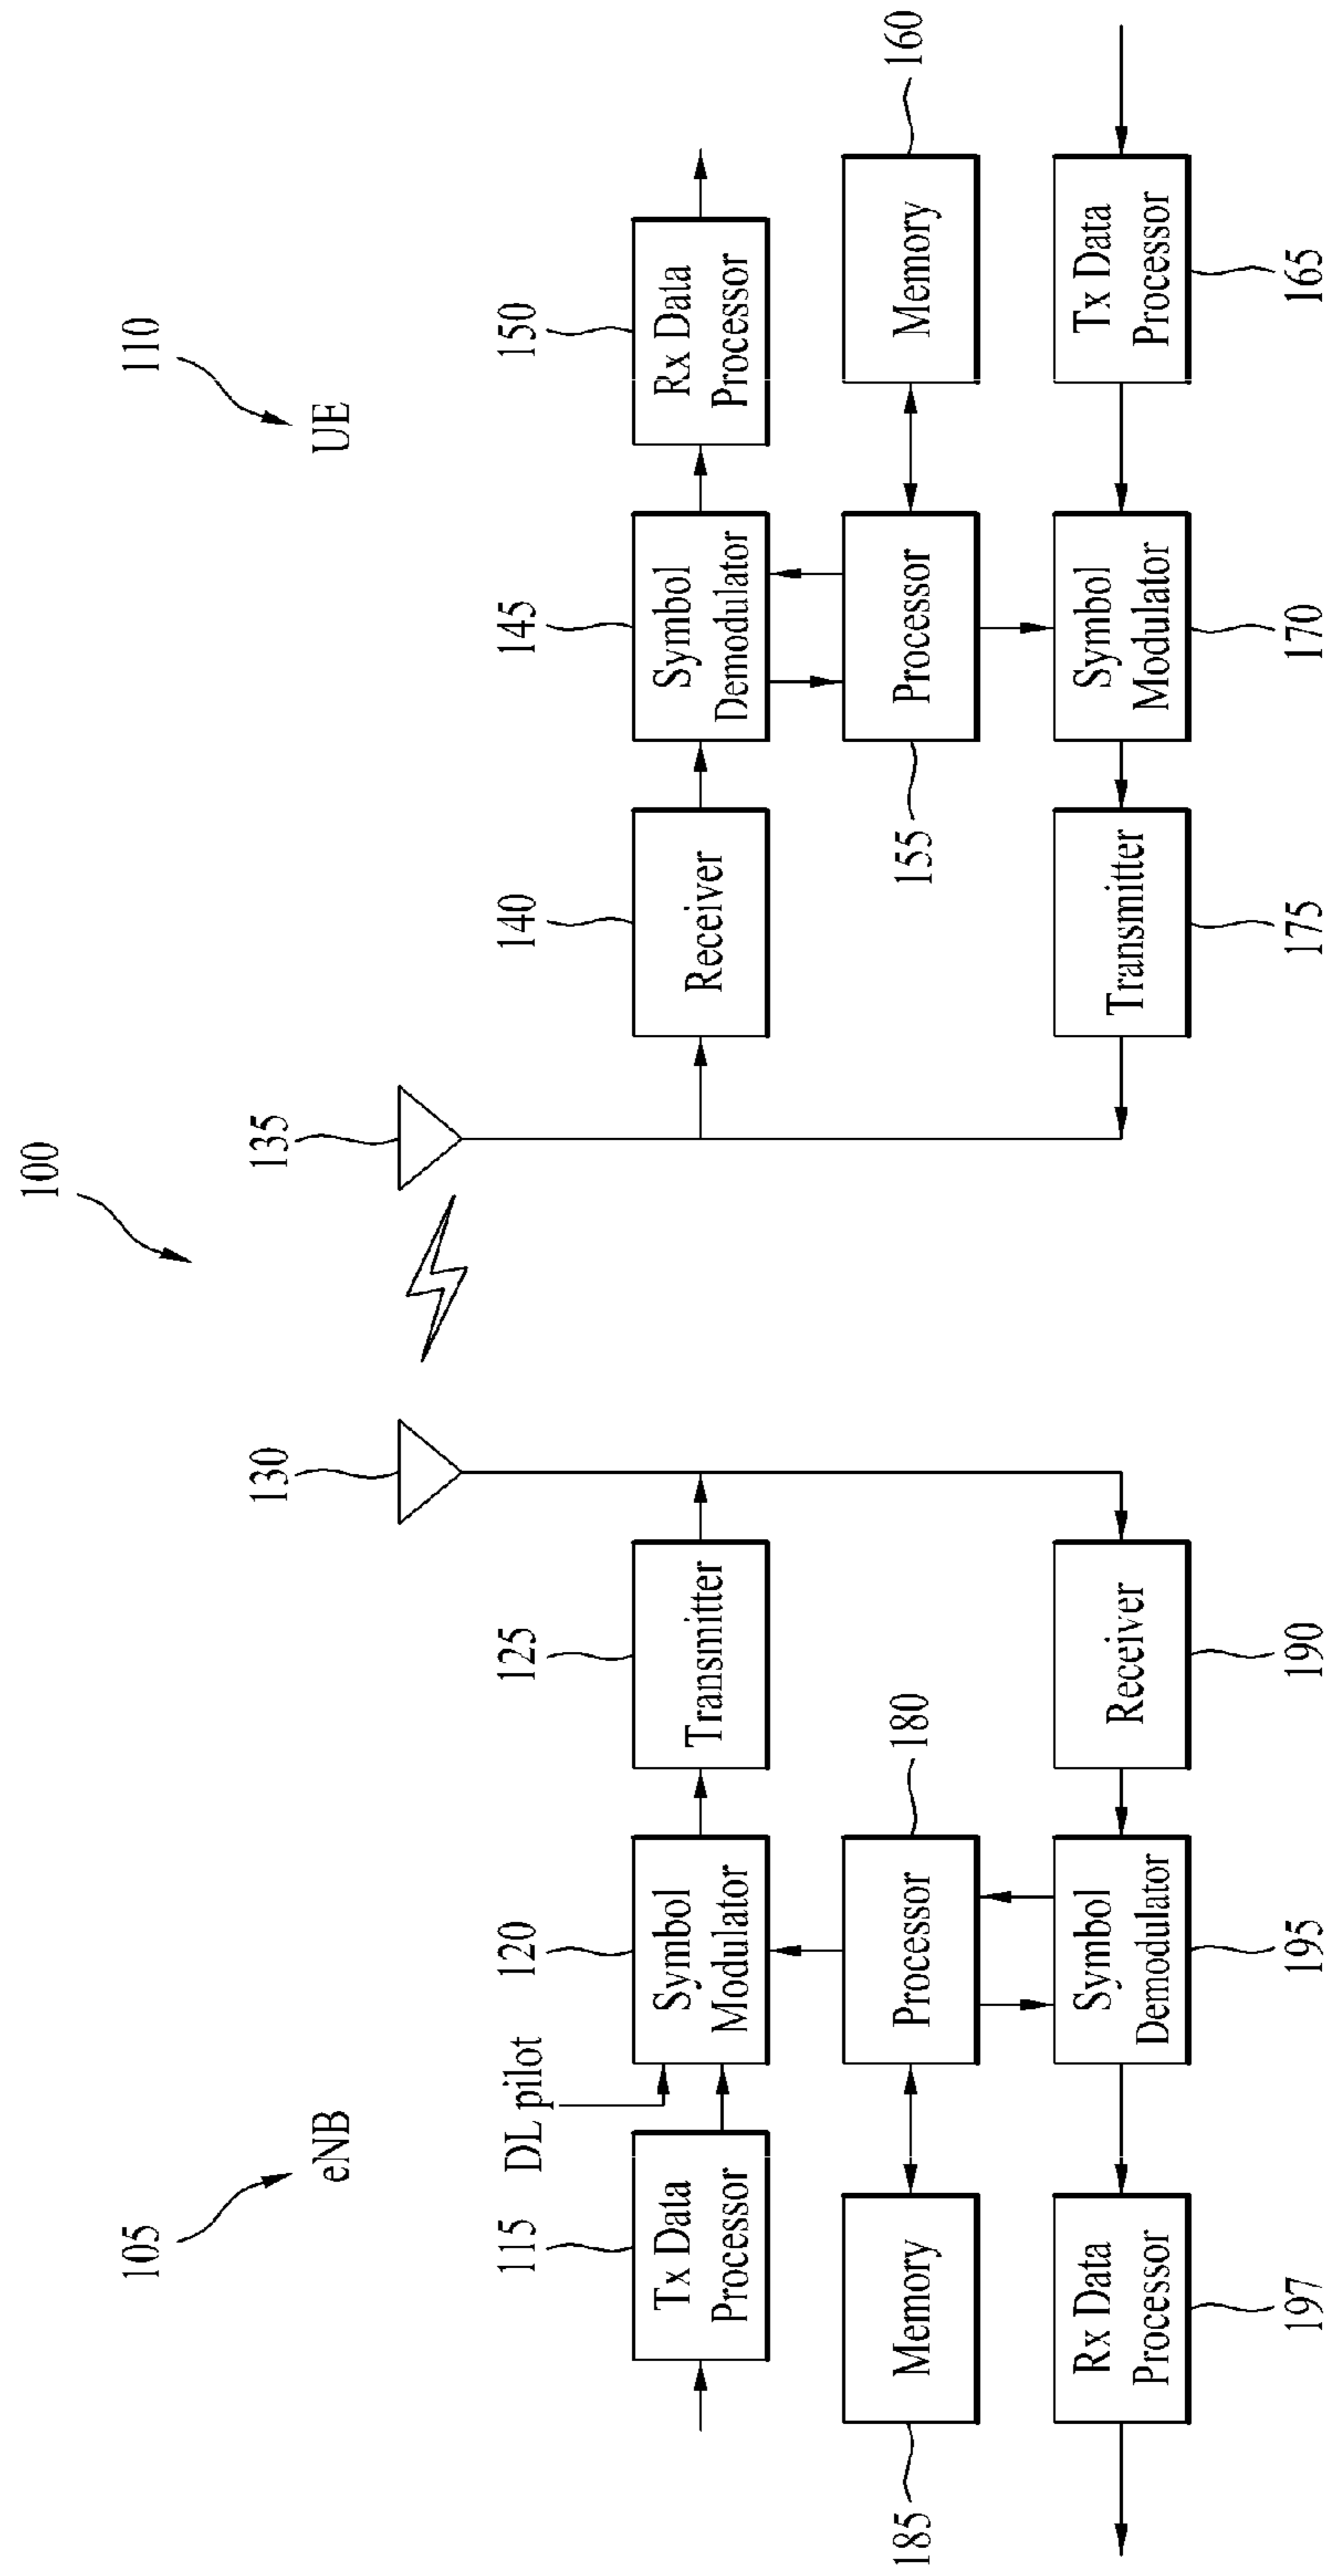 100
105
eNB
110
UE
130
135
115
Tx Data
Processor
DL pilot
120
Symbol
Modulator
125
Transmitter
140
Receiver
145
Symbol
Demodulator
150
Rx Data
Processor
185
Memory
180
Processor
155
Processor
160
Memory
197
Rx Data
Processor
195
Symbol
Demodulator
190
Receiver
175
Transmitter
170
Symbol
Modulator
165
Tx Data
Processor